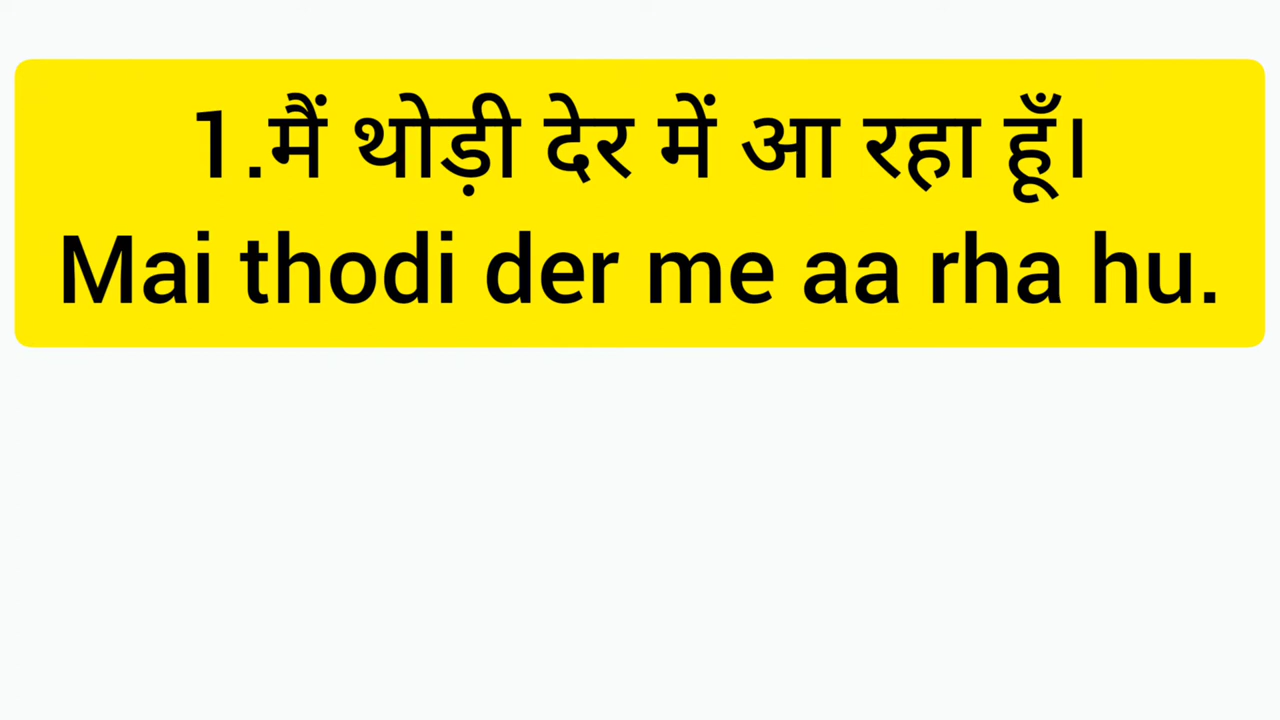 1.मैं थोड़ी देर में आ रहा हूँ।
Mai thodi der me aa rha hu.